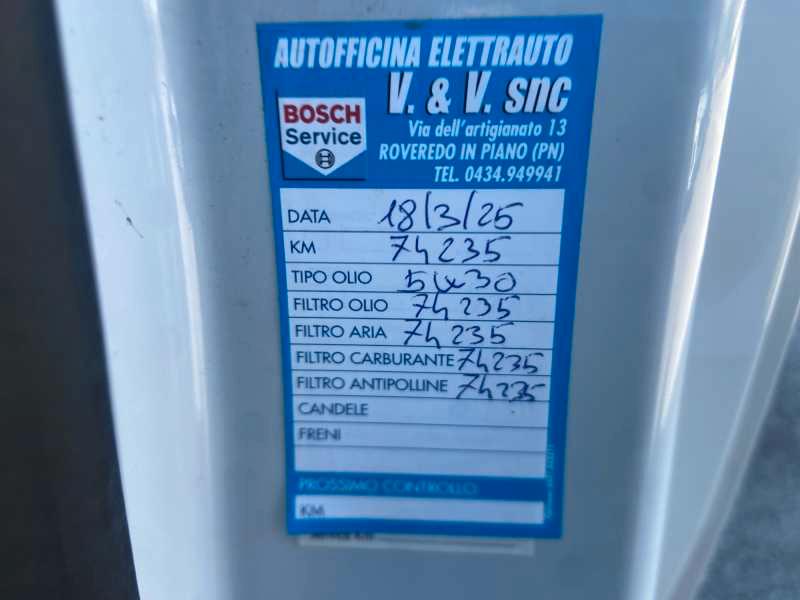 AUTOFFICINA ELETTRAUTO
V. & V. snc
BOSCH
Service
Via dell'artigianato 13
ROVEREDO IN PIANO (PN)
TEL. 0434.949941
DATA 18/3/25
KM 74235
TIPO OLIO 5W30
FILTRO OLIO 74235
FILTRO ARIA 74235
FILTRO CARBURANTE 74235
FILTRO ANTIPOLLINE 74235
CANDELE
FRENI
PROSSIMO CONTROLLO
KM